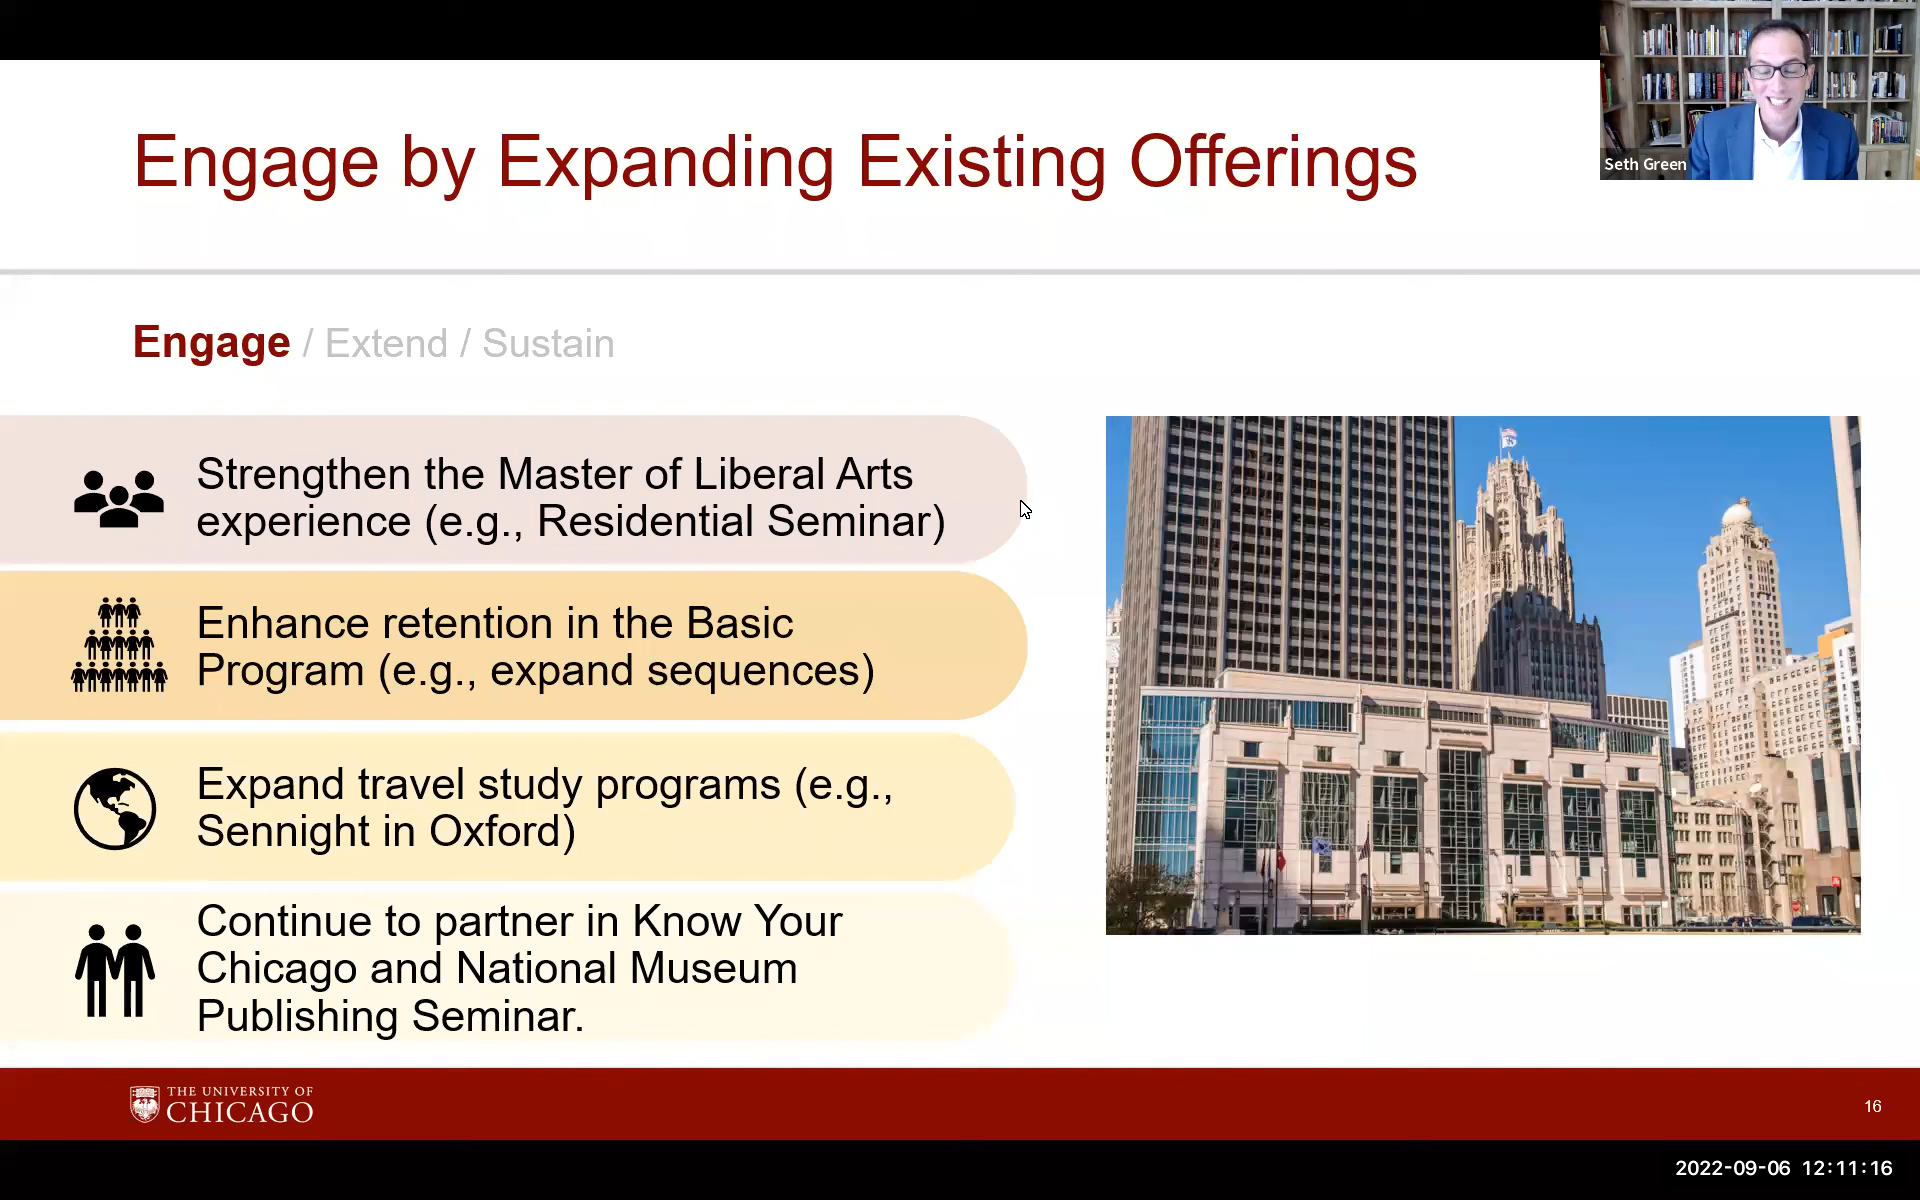 Seth Green
Engage by Expanding Existing Offerings
Engage / Extend / Sustain
Strengthen the Master of Liberal Arts
experience (e.g., Residential Seminar)
Enhance retention in the Basic
Program (e.g., expand sequences)
Expand travel study programs (e.g.,
Sennight in Oxford)
Continue to partner in Know Your
Chicago and National Museum
Publishing Seminar.
THE UNIVERSITY OF
CHICAGO
16
2022-09-06 12:11:16